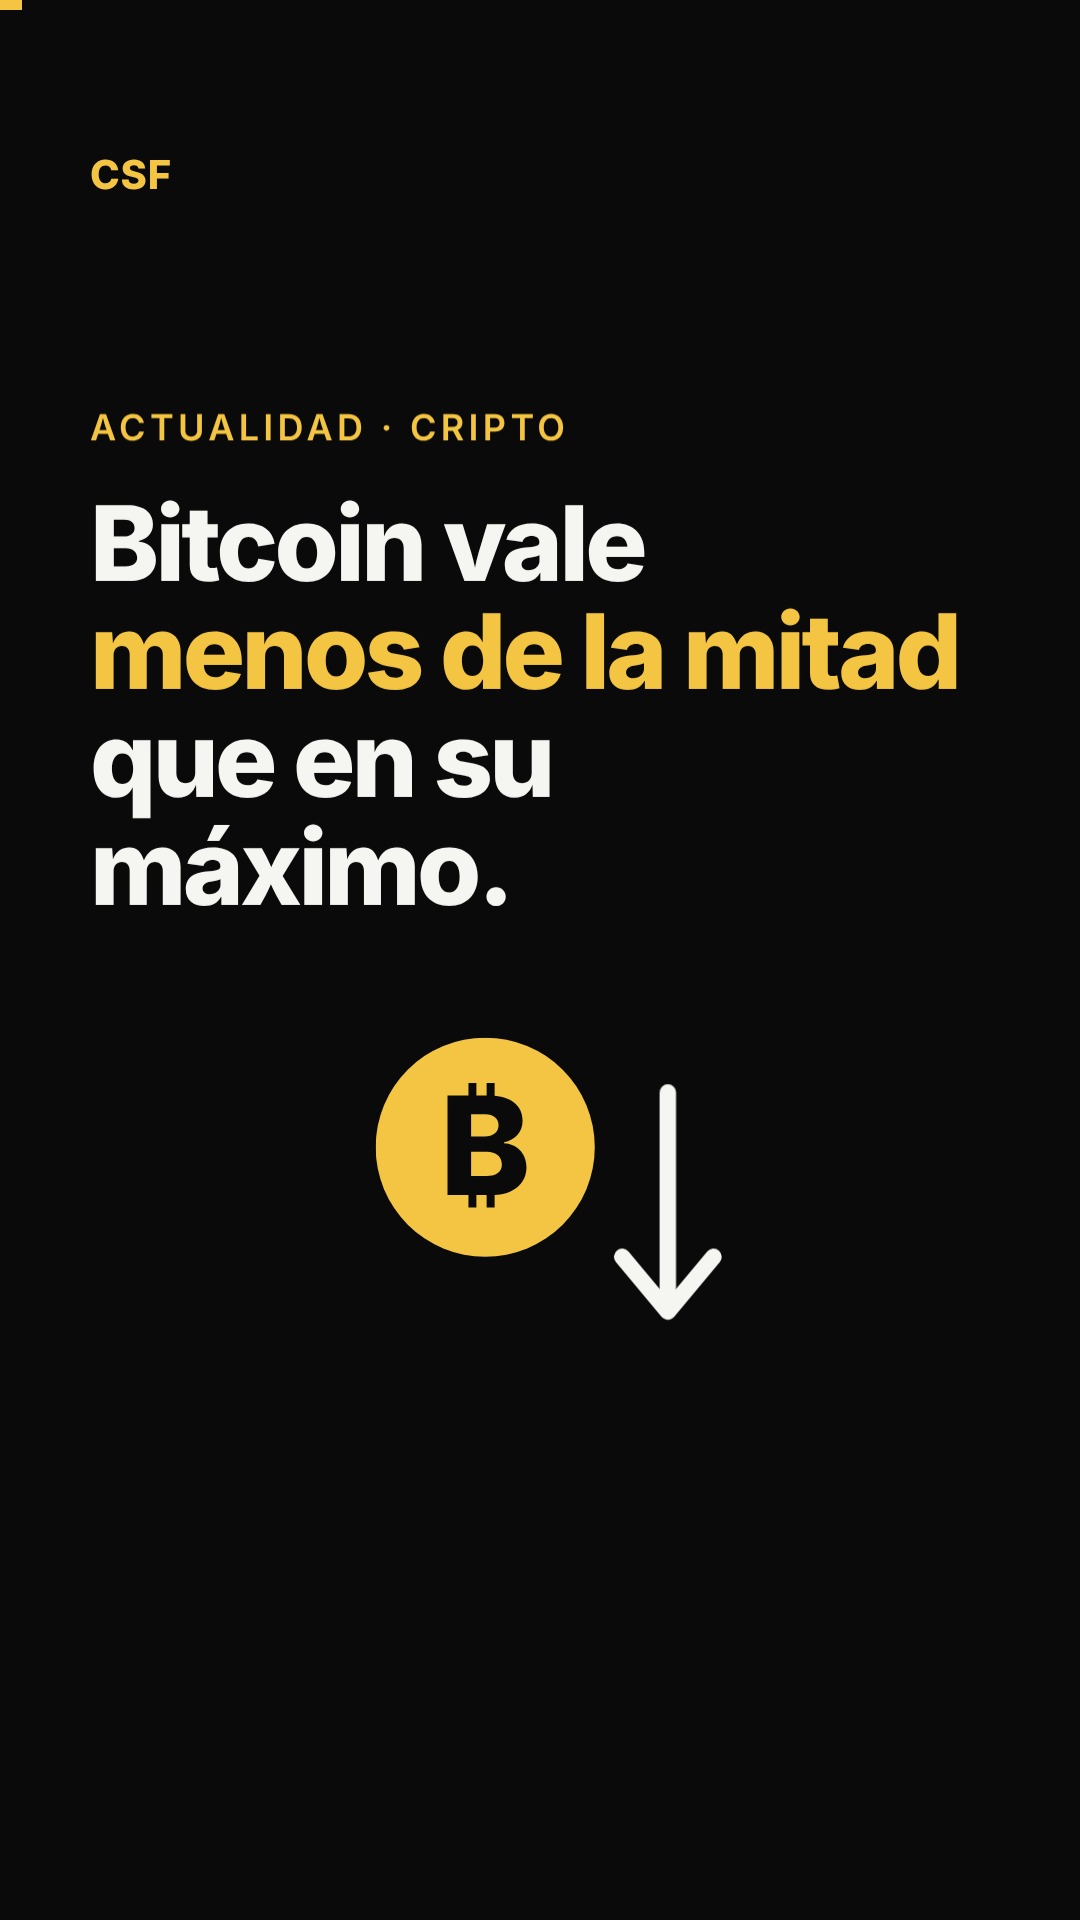 CSF
ACTUALIDAD · CRIPTO
Bitcoin vale
menos de la mitad
que en su
máximo.
₿